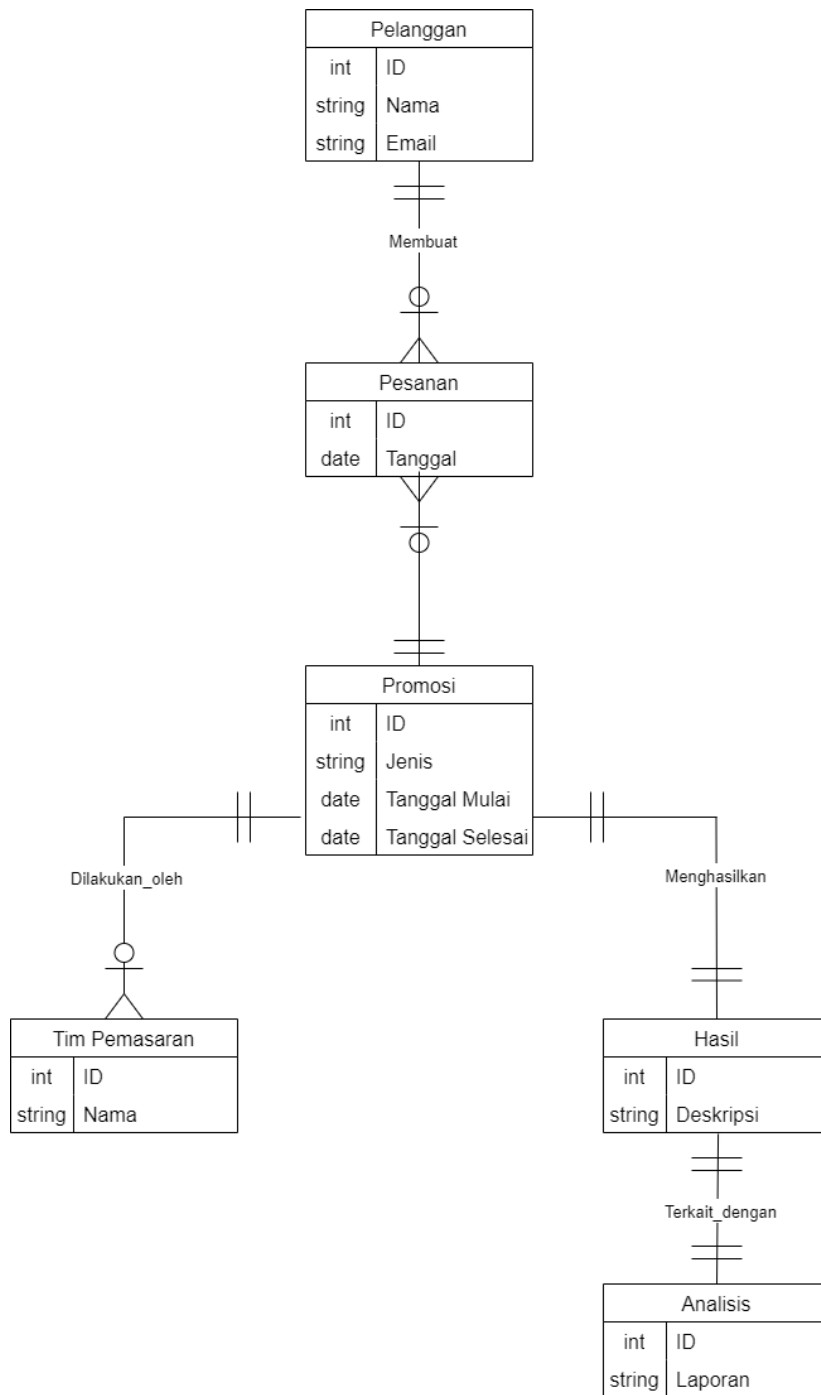 Pelanggan
int ID
string Nama
string Email
Membuat
Pesanan
int ID
date Tanggal
Promosi
int ID
string Jenis
date Tanggal Mulai
date Tanggal Selesai
Dilakukan_oleh
Menghasilkan
Tim Pemasaran
int ID
string Nama
Hasil
int ID
string Deskripsi
Terkait_dengan
Analisis
int ID
string Laporan